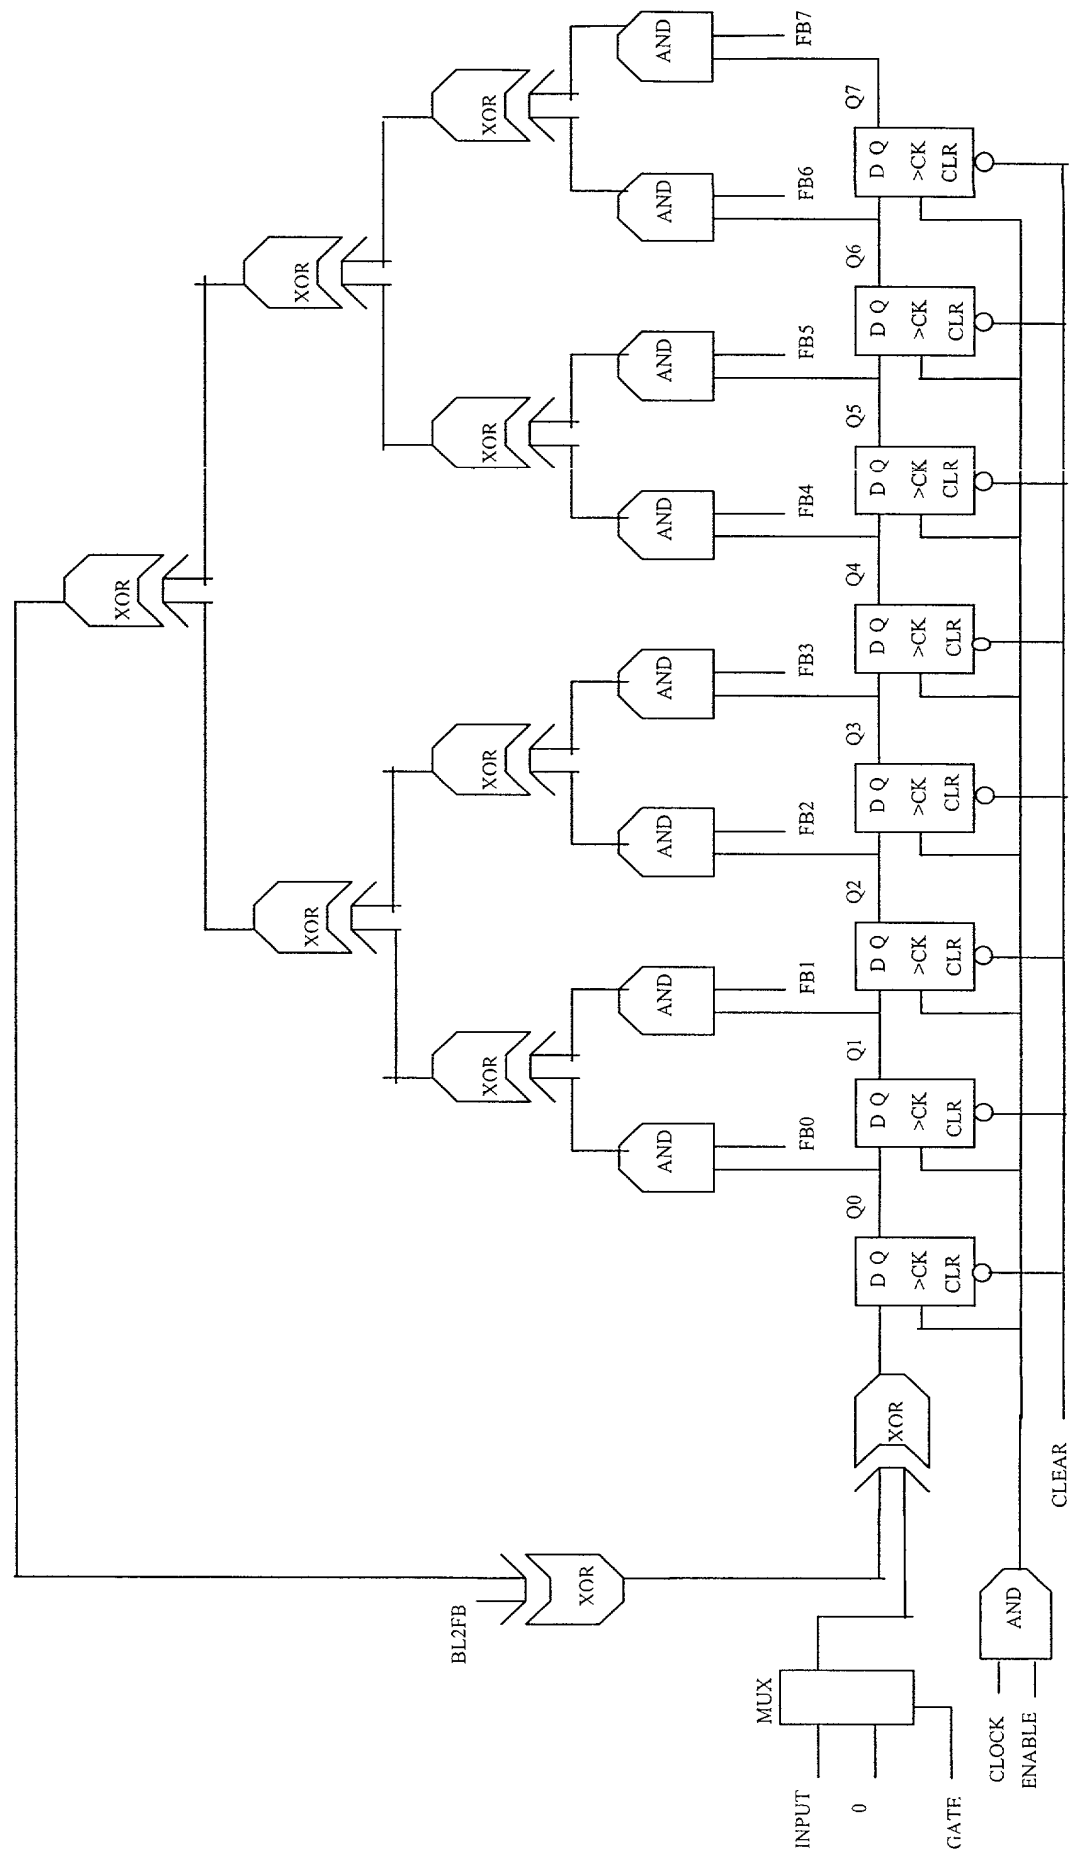 XOR
XOR
XOR
XOR
XOR
XOR
XOR
AND
AND
AND
AND
AND
AND
AND
AND
FB0
FB1
FB2
FB3
FB4
FB5
FB6
FB7
BL2FB
XOR
XOR
Q0
Q1
Q2
Q3
Q4
Q5
Q6
Q7
D Q
>CK
CLR
D Q
>CK
CLR
D Q
>CK
CLR
D Q
>CK
CLR
D Q
>CK
CLR
D Q
>CK
CLR
D Q
>CK
CLR
D Q
>CK
CLR
MUX
INPUT
0
GATE
CLOCK
ENABLE
AND
CLEAR